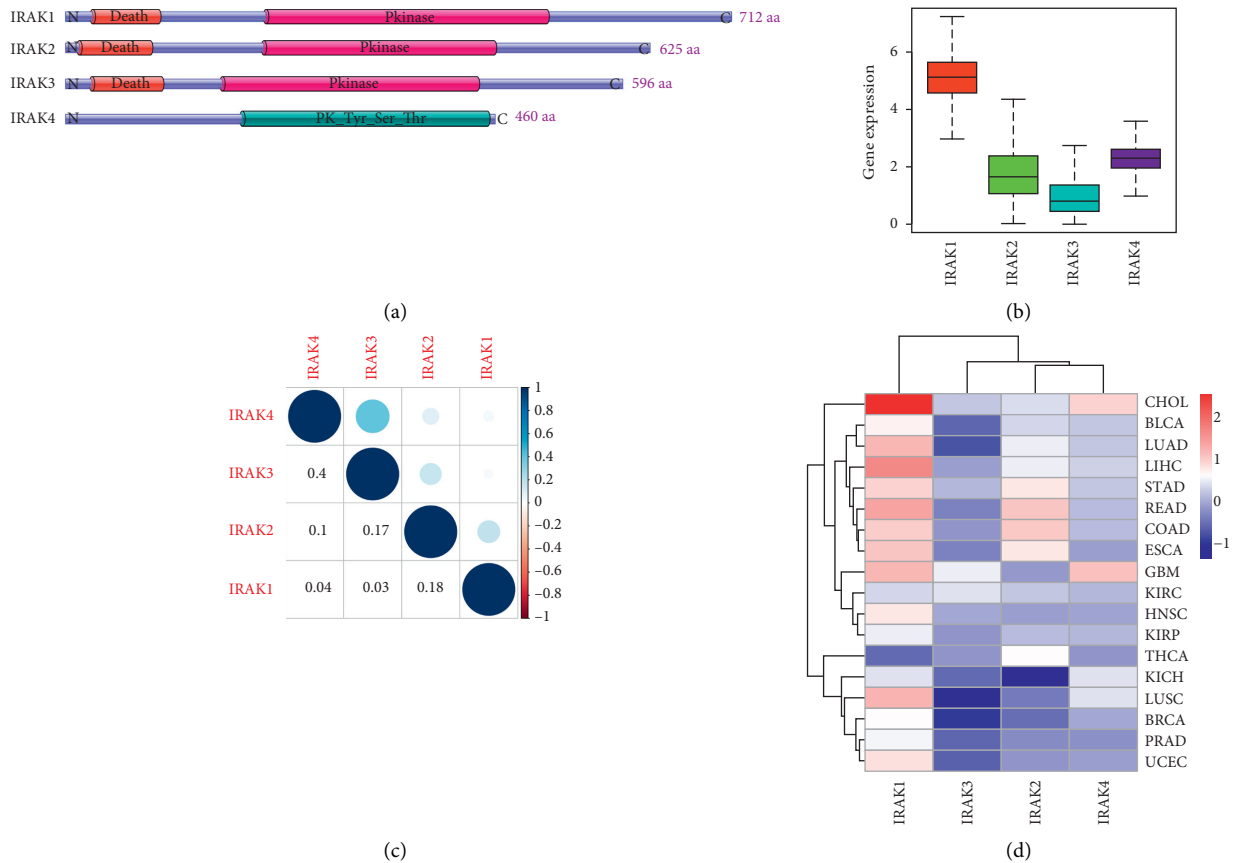 IRAK1 N Death Pkinase C 712 aa
IRAK2 N Death Pkinase C 625 aa
IRAK3 N Death Pkinase C 596 aa
IRAK4 N PK_Tyr_Ser_Thr C 460 aa
(a)
Gene expression
6
4
2
0
IRAK1 IRAK2 IRAK3 IRAK4
(b)
IRAK4 IRAK3 IRAK2 IRAK1
IRAK4
IRAK3 0.4
IRAK2 0.1 0.17
IRAK1 0.04 0.03 0.18
1
0.8
0.6
0.4
0.2
0
−0.2
−0.4
−0.6
−0.8
−1
(c)
CHOL
BLCA
LUAD
LIHC
STAD
READ
COAD
ESCA
GBM
KIRC
HNSC
KIRP
THCA
KICH
LUSC
BRCA
PRAD
UCEC
2
1
0
−1
IRAK1 IRAK3 IRAK2 IRAK4
(d)